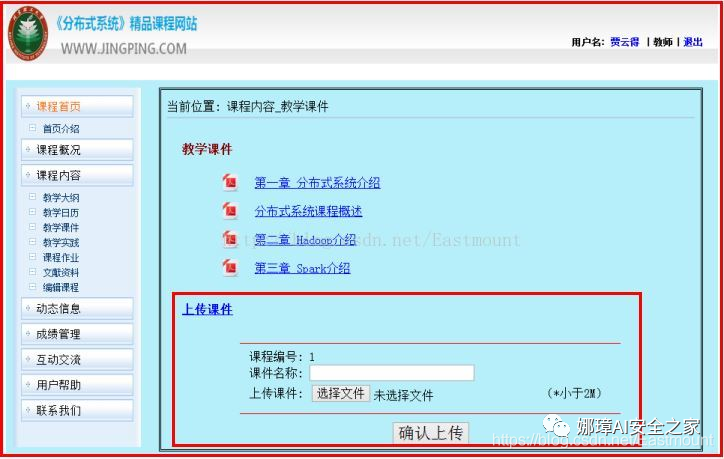 《分布式系统》精品课程网站
WWW.JINGPING.COM
用户名: 贾云得 | 教师 | 退出
课程首页
首页介绍
课程概况
课程内容
教学大纲
教学日历
教学课件
教学实践
课程作业
文献资料
编辑课程
动态信息
成绩管理
互动交流
用户帮助
联系我们
当前位置: 课程内容_教学课件
教学课件
第一章 分布式系统介绍
分布式系统课程概述
第二章 Hadoop介绍
第三章 Spark介绍
http://blog.csdn.net/Eastmount
上传课件
课程编号: 1
课件名称:
上传课件: 选择文件 未选择文件 (*小于2M)
确认上传
娜璋AI安全之家
https://blog.csdn.net/Eastmount